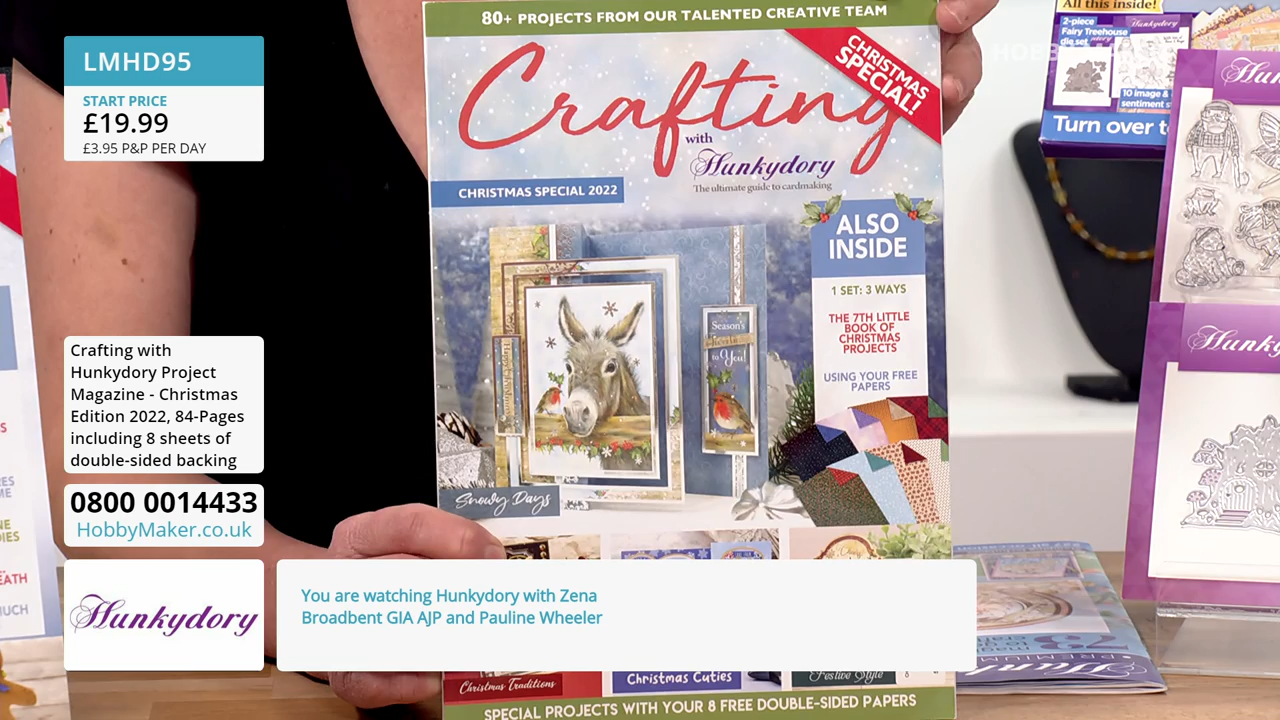 LMHD95
START PRICE
£19.99
£3.95 P&P PER DAY
Crafting with
Hunkydory Project
Magazine - Christmas
Edition 2022, 84-Pages
including 8 sheets of
double-sided backing
0800 0014433
HobbyMaker.co.uk
Hunkydory
You are watching Hunkydory with Zena
Broadbent GIA AJP and Pauline Wheeler
80+ PROJECTS FROM OUR TALENTED CREATIVE TEAM
CHRISTMAS
SPECIAL!
Crafting
with
Hunkydory
The ultimate guide to cardmaking
CHRISTMAS SPECIAL 2022
ALSO
INSIDE
1 SET: 3 WAYS
THE 7TH LITTLE
BOOK OF
CHRISTMAS
PROJECTS
USING YOUR FREE
PAPERS
Season's
to You!
Snowy Days
Christmas Traditions
Christmas Cuties
Festive Style
SPECIAL PROJECTS WITH YOUR 8 FREE DOUBLE-SIDED PAPERS
All this inside!
2-piece
Fairy Treehouse
die set
Hunkydory
10 image &
sentiment
Turn over